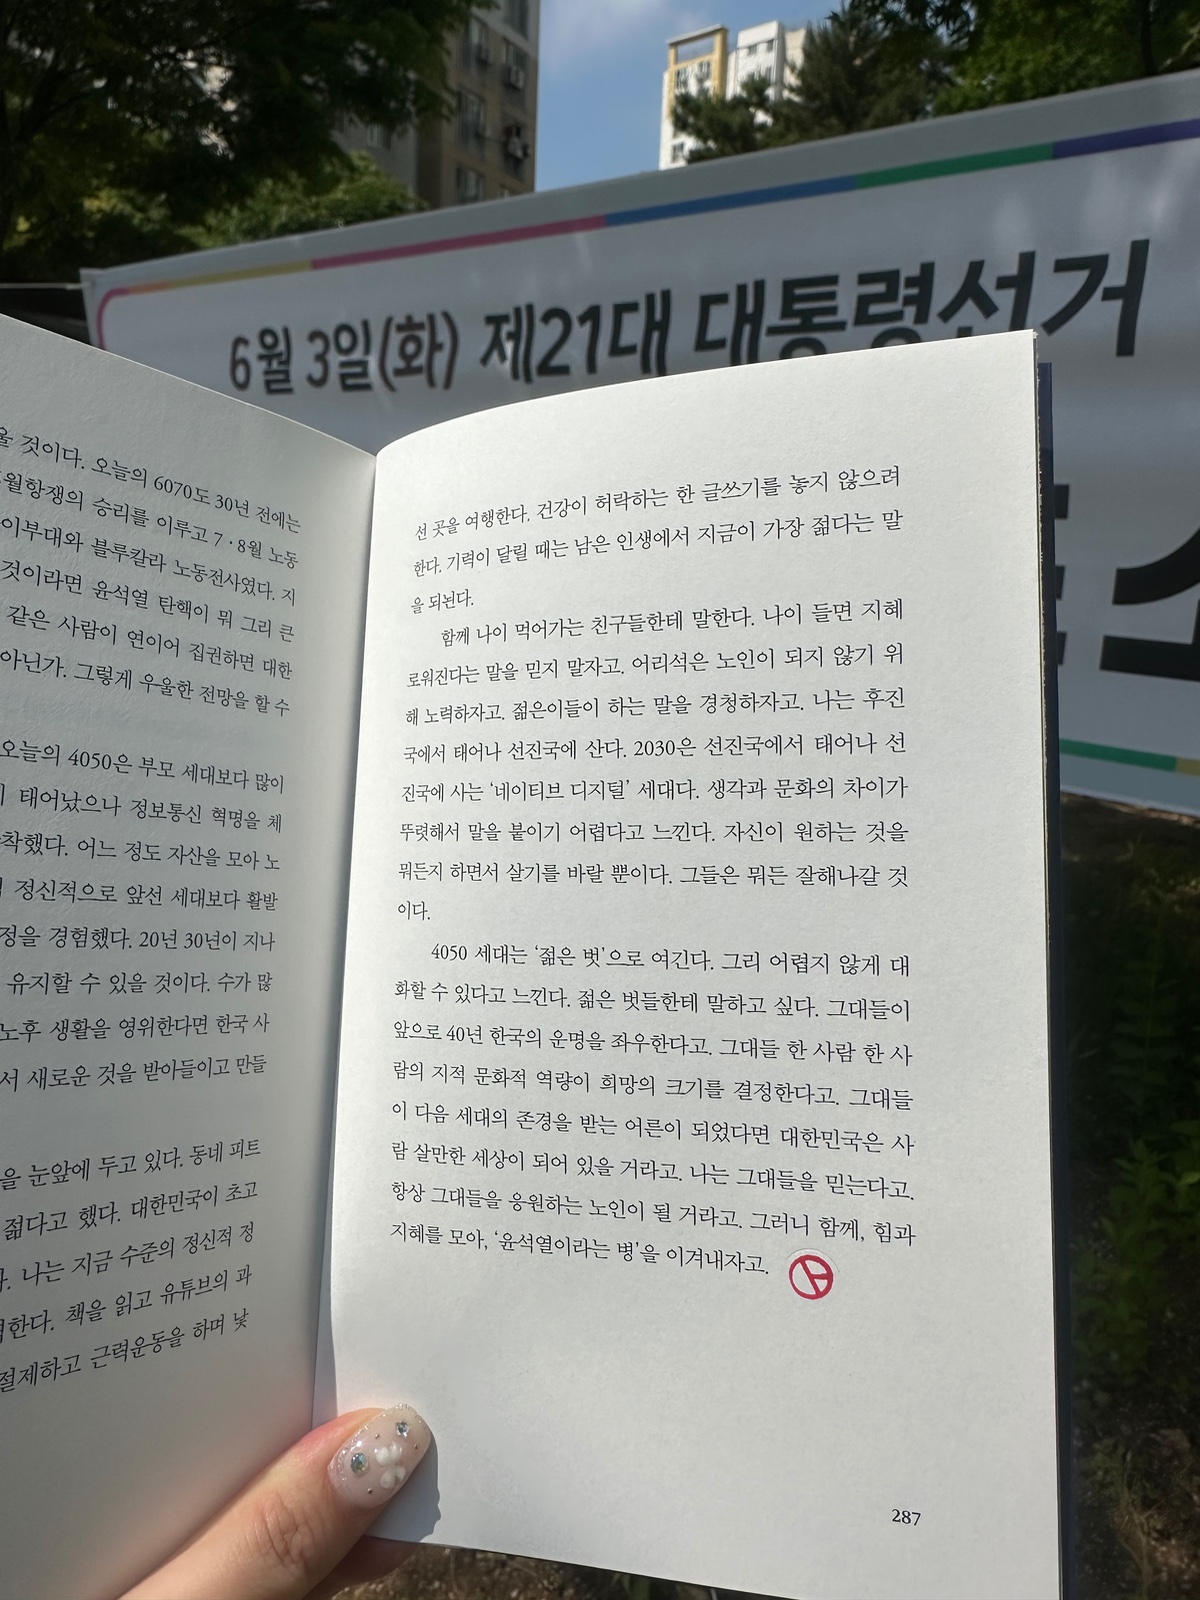 6월 3일(화) 제21대 대통령선거
것이다. 오늘의 6070도 30년 전에는
월항쟁의 승리를 이루고 7·8월 노동
이부대와 블루칼라 노동전사였다. 지
것이라면 윤석열 탄핵이 뭐 그리 큰
같은 사람이 연이어 집권하면 대한
아닌가. 그렇게 우울한 전망을 할 수
오늘의 4050은 부모 세대보다 많이
태어났으나 정보통신 혁명을 체
착했다. 어느 정도 자산을 모아 노
정신적으로 앞선 세대보다 활발
정을 경험했다. 20년 30년이 지나
유지할 수 있을 것이다. 수가 많
노후 생활을 영위한다면 한국 사
서 새로운 것을 받아들이고 만들
을 눈앞에 두고 있다. 동네 피트
젊다고 했다. 대한민국이 초고
나는 지금 수준의 정신적 정
한다. 책을 읽고 유튜브의 과
절제하고 근력운동을 하며 낯
선 곳을 여행한다. 건강이 허락하는 한 글쓰기를 놓지 않으려
한다. 기력이 달릴 때는 남은 인생에서 지금이 가장 젊다는 말
을 되뇐다.
함께 나이 먹어가는 친구들한테 말한다. 나이 들면 지혜
로워진다는 말을 믿지 말자고. 어리석은 노인이 되지 않기 위
해 노력하자고. 젊은이들이 하는 말을 경청하자고. 나는 후진
국에서 태어나 선진국에 산다. 2030은 선진국에서 태어나 선
진국에 사는 ‘네이티브 디지털’ 세대다. 생각과 문화의 차이가
뚜렷해서 말을 붙이기 어렵다고 느낀다. 자신이 원하는 것을
뭐든지 하면서 살기를 바랄 뿐이다. 그들은 뭐든 잘해나갈 것
이다.
4050 세대는 ‘젊은 벗’으로 여긴다. 그리 어렵지 않게 대
화할 수 있다고 느낀다. 젊은 벗들한테 말하고 싶다. 그대들이
앞으로 40년 한국의 운명을 좌우한다고. 그대들 한 사람 한 사
람의 지적 문화적 역량이 희망의 크기를 결정한다고. 그대들
이 다음 세대의 존경을 받는 어른이 되었다면 대한민국은 사
람 살만한 세상이 되어 있을 거라고. 나는 그대들을 믿는다고.
항상 그대들을 응원하는 노인이 될 거라고. 그러니 함께, 힘과
지혜를 모아, ‘윤석열이라는 병’을 이겨내자고.
287